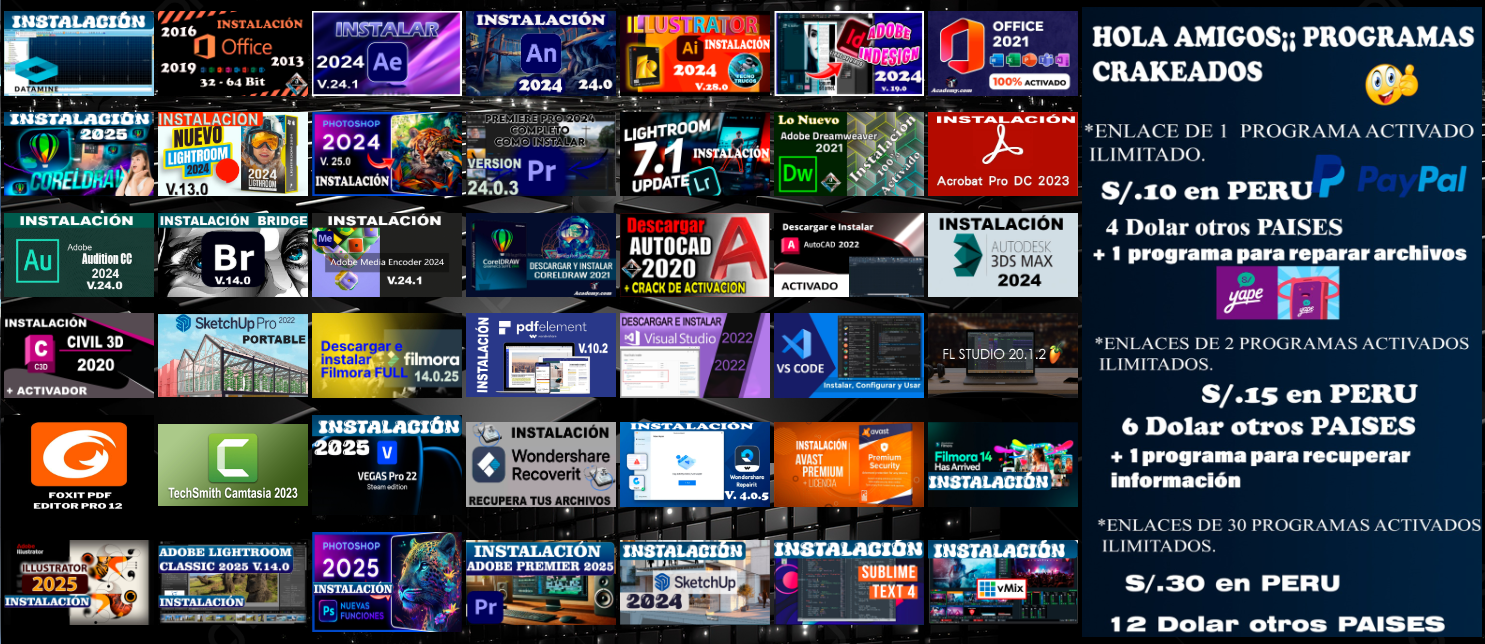 INSTALACIÓN
DATAMINE
INSTALACIÓN
2016
Office
2019
2013
32 - 64 Bit
INSTALAR
2024
Ae
V.24.1
INSTALACIÓN
An
2024 24.0
ILLUSTRATOR
Ai INSTALACIÓN
2024
TECNO
TRUCOS
V.28.0
Id
ADOBE
INDESIGN
2024
v. 19.0
OFFICE
2021
100% ACTIVADO
Academy.com
INSTALACIÓN
2025
CORELDRAW
INSTALACION
NUEVO
LIGHTROOM
2024
V.13.0
2024
LIGTHROOM
PHOTOSHOP
2024
V. 25.0
INSTALACIÓN
PREMIERE PRO 2024
COMPLETO
COMO INSTALAR
VERSION
24.0.3
Pr
LIGHTROOM
7.1
INSTALACIÓN
UPDATE
Lr
Lo Nuevo
Adobe Dreamweaver
2021
Dw
Instalación
100%
Activado
INSTALACIÓN
Acrobat Pro DC 2023
INSTALACIÓN
Au
Adobe
Audition CC
2024
V.24.0
INSTALACIÓN BRIDGE
Br
V.14.0
INSTALACIÓN
Me
Adobe Media Encoder 2024
V.24.1
CorelDRAW
DESCARGAR Y INSTALAR
CORELDRAW 2021
Academy.com
Descargar
AUTOCAD
2020
+ CRACK DE ACTIVACIÓN
Descargar e Instalar
A AutoCAD 2022
ACTIVADO
INSTALACIÓN
AUTODESK
3DS MAX
2024
INSTALACIÓN
C
C3D
CIVIL 3D
2020
+ ACTIVADOR
SketchUp Pro 2022
PORTABLE
Descargar e
instalar
Filmora FULL
filmora
14.0.25
INSTALACIÓN
pdfelement
V.10.2
DESCARGAR E INSTALAR
Visual Studio 2022
2022
VS CODE
Instalar, Configurar y Usar
FL STUDIO 20.1.2
FOXIT PDF
EDITOR PRO 12
C
TechSmith Camtasia 2023
INSTALACIÓN
2025
V
VEGAS Pro 22
Steam edition
INSTALACIÓN
Wondershare
Recoverit
RECUPERA TUS ARCHIVOS
INSTALACIÓN
Wondershare
Repairit
V. 4.0.5
INSTALACIÓN
AVAST
PREMIUM
+ LICENCIA
avast
Premium
Security
Filmora 14
Has Arrived
INSTALACIÓN
Adobe
Illustrator
ILLUSTRATOR
2025
INSTALACIÓN
ADOBE LIGHTROOM
CLASSIC 2025 V.14.0
INSTALACIÓN
PHOTOSHOP
2025
INSTALACIÓN
Ps NUEVAS
FUNCIONES
INSTALACIÓN
ADOBE PREMIER 2025
Pr
INSTALACIÓN
SketchUp
2024
INSTALACIÓN
SUBLIME
TEXT 4
INSTALACIÓN
vMix
HOLA AMIGOS¡¡ PROGRAMAS
CRAKEADOS
*ENLACE DE 1 PROGRAMA ACTIVADO
ILIMITADO.
S/.10 en PERU PayPal
4 Dolar otros PAISES
+ 1 programa para reparar archivos
S/
yape
yape
*ENLACES DE 2 PROGRAMAS ACTIVADOS
ILIMITADOS.
S/.15 en PERU
6 Dolar otros PAISES
+ 1 programa para recuperar
información
*ENLACES DE 30 PROGRAMAS ACTIVADOS
ILIMITADOS.
S/.30 en PERU
12 Dolar otros PAISES